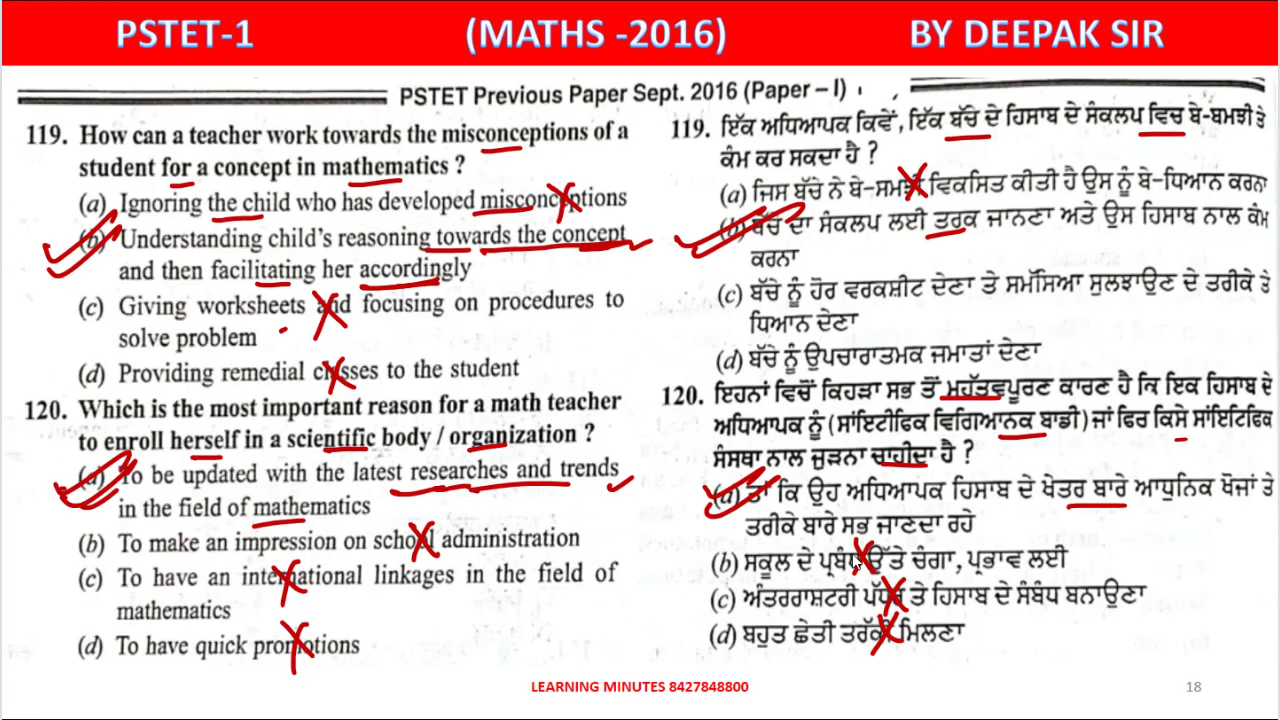 PSTET-1 (MATHS -2016) BY DEEPAK SIR
PSTET Previous Paper Sept. 2016 (Paper – I)
119. How can a teacher work towards the misconceptions of a
student for a concept in mathematics ?
(a) Ignoring the child who has developed misconceptions
(b) Understanding child's reasoning towards the concept
and then facilitating her accordingly
(c) Giving worksheets and focusing on procedures to
solve problem
(d) Providing remedial classes to the student
120. Which is the most important reason for a math teacher
to enroll herself in a scientific body / organization ?
(a) To be updated with the latest researches and trends
in the field of mathematics
(b) To make an impression on school administration
(c) To have an international linkages in the field of
mathematics
(d) To have quick promotions
119. ਇੱਕ ਅਧਿਆਪਕ ਕਿਵੇਂ, ਇੱਕ ਬੱਚੇ ਦੇ ਹਿਸਾਬ ਦੇ ਸੰਕਲਪ ਵਿਚ ਬੇ-ਬਮਝੀ ਤੇ
ਕੰਮ ਕਰ ਸਕਦਾ ਹੈ ?
(a) ਜਿਸ ਬੱਚੇ ਨੇ ਬੇ-ਸਮਝੀ ਵਿਕਸਿਤ ਕੀਤੀ ਹੈ ਉਸ ਨੂੰ ਬੇ-ਧਿਆਨ ਕਰਨਾ
(b) ਬੱਚੇ ਦਾ ਸੰਕਲਪ ਲਈ ਤਰਕ ਜਾਨਣਾ ਅਤੇ ਉਸ ਹਿਸਾਬ ਨਾਲ ਕੰਮ
ਕਰਨਾ
(c) ਬੱਚੇ ਨੂੰ ਹੋਰ ਵਰਕਸ਼ੀਟ ਦੇਣਾ ਤੇ ਸਮੱਸਿਆ ਸੁਲਝਾਉਣ ਦੇ ਤਰੀਕੇ ਤੇ
ਧਿਆਨ ਦੇਣਾ
(d) ਬੱਚੇ ਨੂੰ ਉਪਚਾਰਾਤਮਕ ਜਮਾਤਾਂ ਦੇਣਾ
120. ਇਹਨਾਂ ਵਿਚੋਂ ਕਿਹੜਾ ਸਭ ਤੋਂ ਮਹੱਤਵਪੂਰਣ ਕਾਰਣ ਹੈ ਕਿ ਇਕ ਹਿਸਾਬ ਦੇ
ਅਧਿਆਪਕ ਨੂੰ (ਸਾਂਇਟੀਫਿਕ ਵਿਗਿਆਨਕ ਬਾਡੀ) ਜਾਂ ਫਿਰ ਕਿਸੇ ਸਾਂਇਟਿਫਿਕ
ਸੰਸਥਾ ਨਾਲ ਜੁੜਨਾ ਚਾਹੀਦਾ ਹੈ ?
(a) ਤਾਂ ਕਿ ਉਹ ਅਧਿਆਪਕ ਹਿਸਾਬ ਦੇ ਖੇਤਰ ਬਾਰੇ ਆਧੁਨਿਕ ਖੋਜਾਂ ਤੇ
ਤਰੀਕੇ ਬਾਰੇ ਸਭ ਜਾਣਦਾ ਰਹੇ
(b) ਸਕੂਲ ਦੇ ਪ੍ਰਬੰਧ ਉੱਤੇ ਚੰਗਾ, ਪ੍ਰਭਾਵ ਲਈ
(c) ਅੰਤਰਰਾਸ਼ਟਰੀ ਪੱਧਰ ਤੇ ਹਿਸਾਬ ਦੇ ਸੰਬੰਧ ਬਨਾਉਣਾ
(d) ਬਹੁਤ ਛੇਤੀ ਤਰੱਕੀ ਮਿਲਣਾ
LEARNING MINUTES 8427848800
18